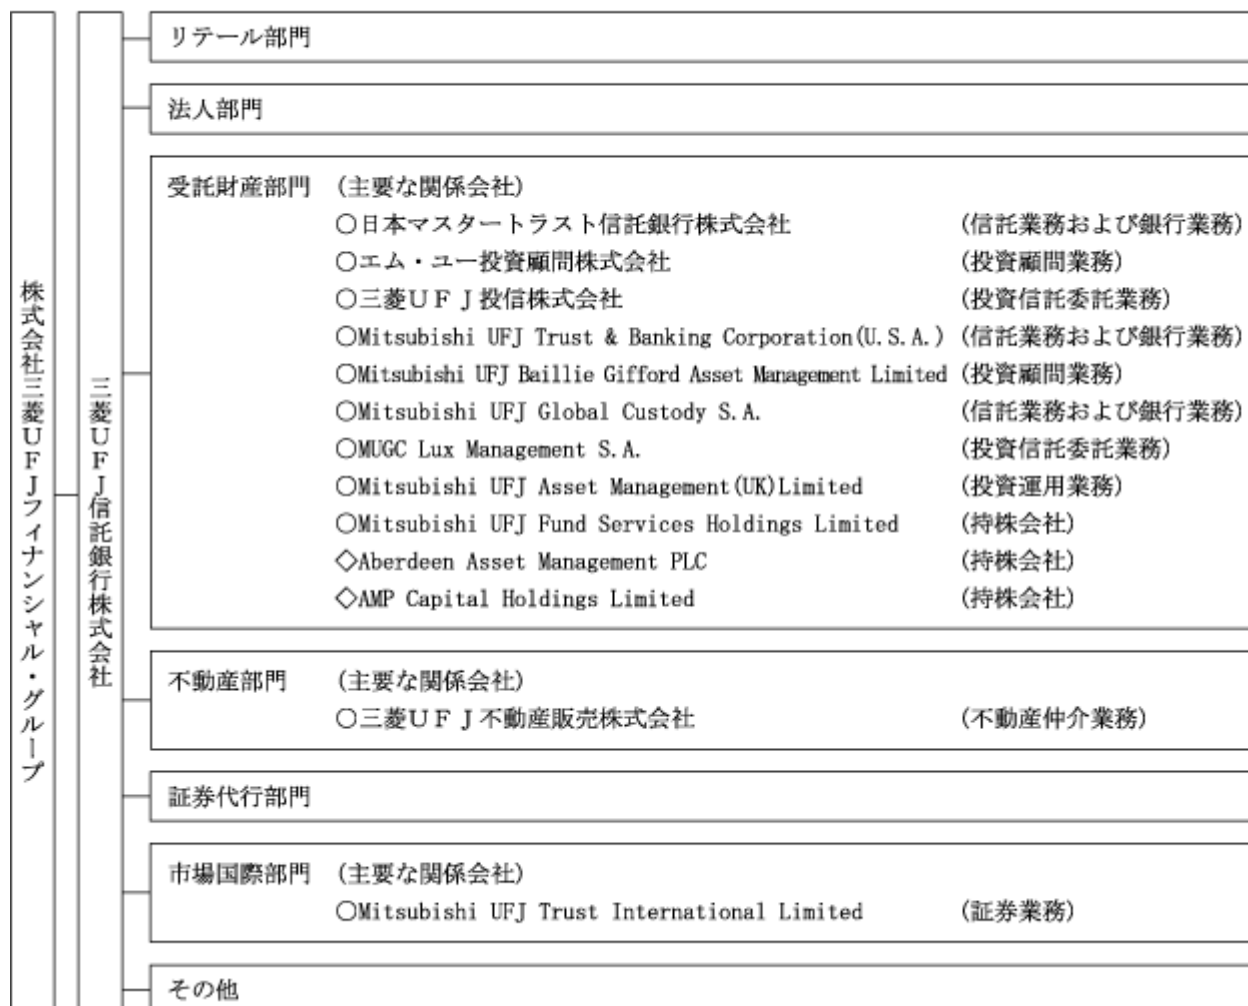 株式会社三菱UFJフィナンシャル・グループ
三菱UFJ信託銀行株式会社
リテール部門
法人部門
受託財産部門 (主要な関係会社)
○日本マスタートラスト信託銀行株式会社 (信託業務および銀行業務)
○エム・ユー投資顧問株式会社 (投資顧問業務)
○三菱UFJ投信株式会社 (投資信託委託業務)
○Mitsubishi UFJ Trust & Banking Corporation(U.S.A.) (信託業務および銀行業務)
○Mitsubishi UFJ Baillie Gifford Asset Management Limited (投資顧問業務)
○Mitsubishi UFJ Global Custody S.A. (信託業務および銀行業務)
○MUGC Lux Management S.A. (投資信託委託業務)
○Mitsubishi UFJ Asset Management(UK)Limited (投資運用業務)
○Mitsubishi UFJ Fund Services Holdings Limited (持株会社)
◇Aberdeen Asset Management PLC (持株会社)
◇AMP Capital Holdings Limited (持株会社)
不動産部門 (主要な関係会社)
○三菱UFJ不動産販売株式会社 (不動産仲介業務)
証券代行部門
市場国際部門 (主要な関係会社)
○Mitsubishi UFJ Trust International Limited (証券業務)
その他